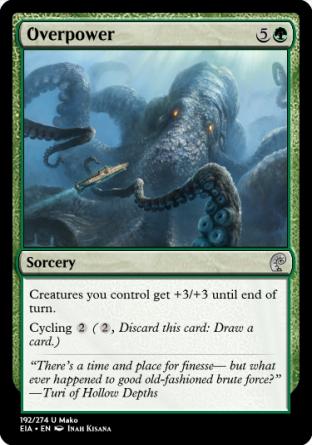 Overpower 5
Sorcery
Creatures you control get +3/+3 until end of
turn.
Cycling 2 ( 2, Discard this card: Draw a
card.)
“There's a time and place for finesse— but what
ever happened to good old-fashioned brute force?”
—Turi of Hollow Depths
192/274 U Mako
EIA • EN Inah Kisana